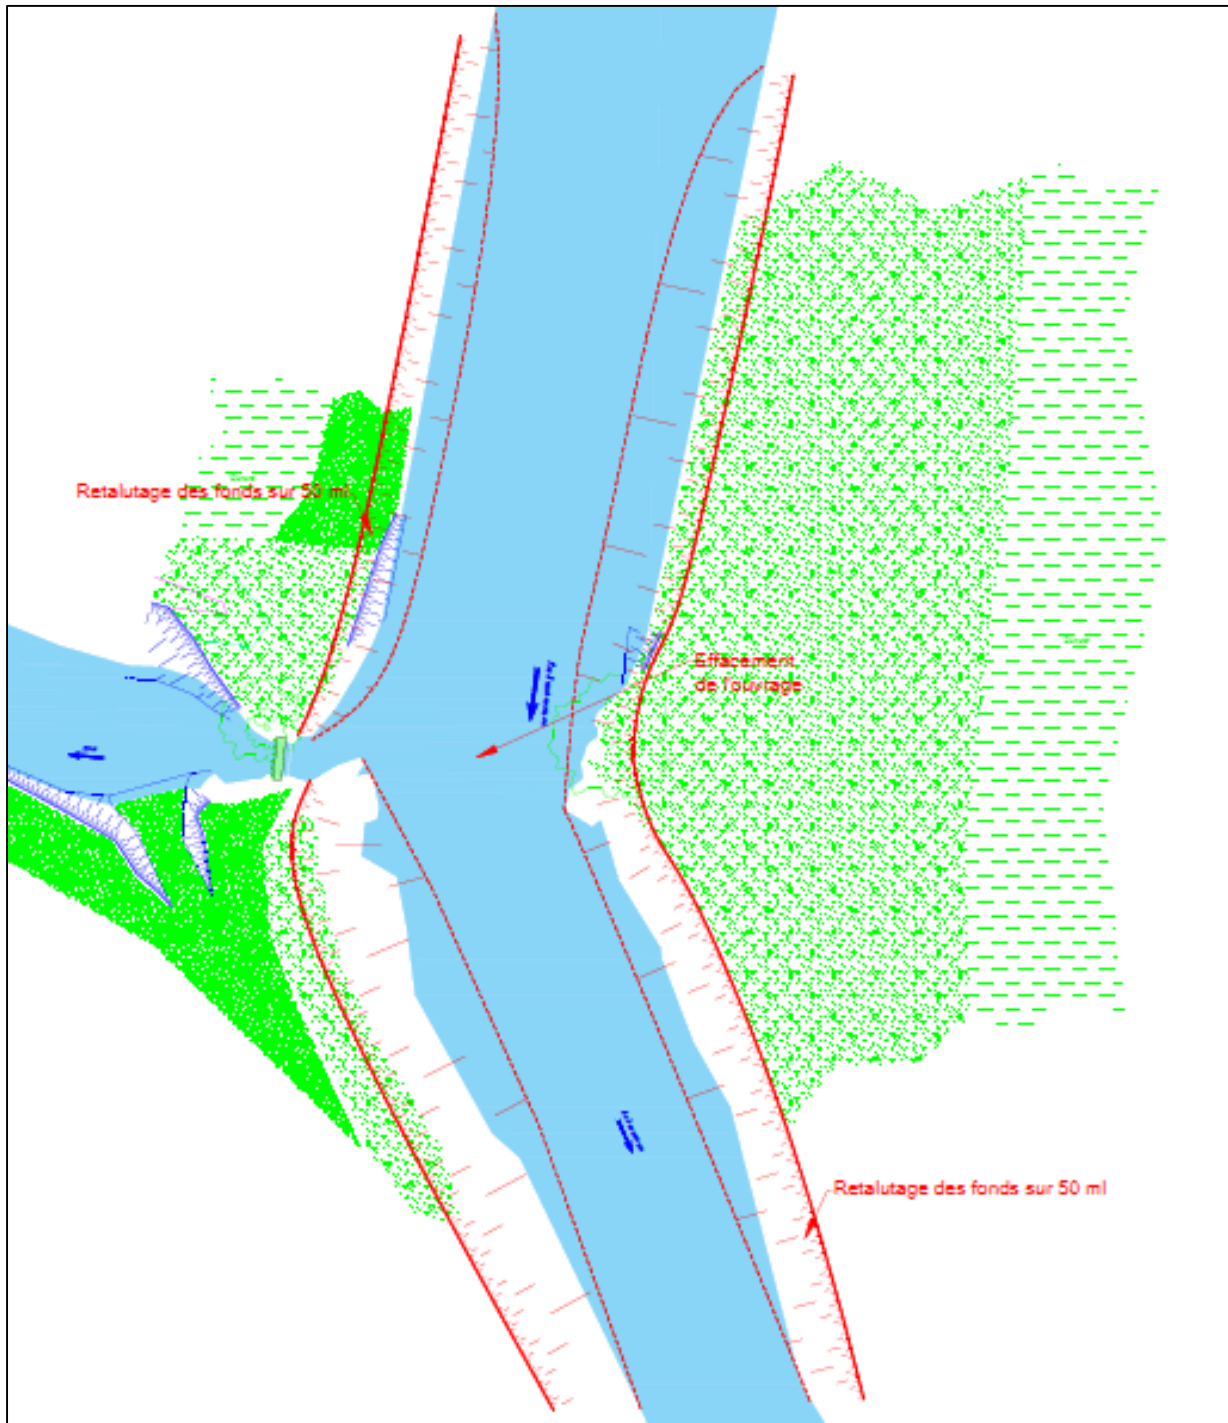 Retalutage des fonds sur 50 ml
Effacement
de l'ouvrage
Retalutage des fonds sur 50 ml